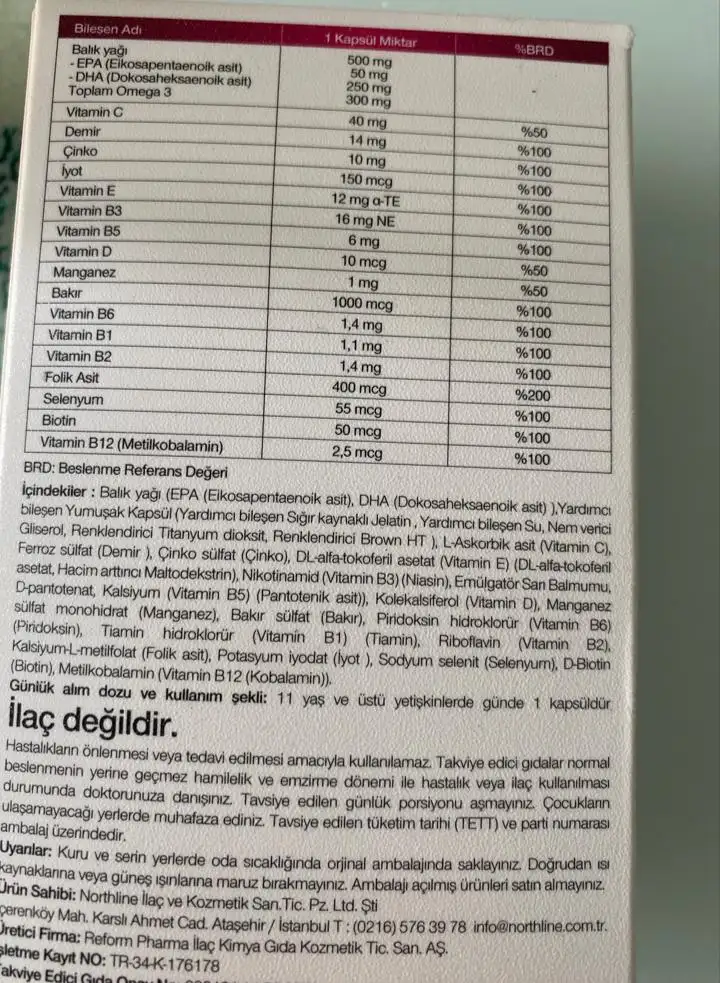 Bileşen Adı 1 Kapsül Miktar %BRD
Balık yağı 500 mg
- EPA (Eikosapentaenoik asit) 50 mg
- DHA (Dokosaheksaenoik asit) 250 mg -
Toplam Omega 3 300 mg
Vitamin C 40 mg %50
Demir 14 mg %100
Çinko 10 mg %100
İyot 150 mcg %100
Vitamin E 12 mg α-TE %100
Vitamin B3 16 mg NE %100
Vitamin B5 6 mg %100
Vitamin D 10 mcg %50
Manganez 1 mg %50
Bakır 1000 mcg %100
Vitamin B6 1,4 mg %100
Vitamin B1 1,1 mg %100
Vitamin B2 1,4 mg %100
Folik Asit 400 mcg %200
Selenyum 55 mcg %100
Biotin 50 mcg %100
Vitamin B12 (Metilkobalamin) 2,5 mcg %100
BRD: Beslenme Referans Değeri
İçindekiler : Balık yağı (EPA (Eikosapentaenoik asit), DHA (Dokosaheksaenoik asit) ),Yardımcı
bileşen Yumuşak Kapsül (Yardımcı bileşen Sığır kaynaklı Jelatin , Yardımcı bileşen Su, Nem verici
Gliserol, Renklendirici Titanyum dioksit, Renklendirici Brown HT ), L-Askorbik asit (Vitamin C),
Ferroz sülfat (Demir ), Çinko sülfat (Çinko), DL-alfa-tokoferil asetat (Vitamin E) (DL-alfa-tokoferil
asetat, Hacim arttırıcı Maltodekstrin), Nikotinamid (Vitamin B3) (Niasin), Emülgatör Sarı Balmumu,
D-pantotenat, Kalsiyum (Vitamin B5) (Pantotenik asit)), Kolekalsiferol (Vitamin D), Manganez
sülfat monohidrat (Manganez), Bakır sülfat (Bakır), Piridoksin hidroklorür (Vitamin B6)
(Piridoksin), Tiamin hidroklorür (Vitamin B1) (Tiamin), Riboflavin (Vitamin B2),
Kalsiyum-L-metilfolat (Folik asit), Potasyum iyodat (İyot ), Sodyum selenit (Selenyum), D-Biotin
(Biotin), Metilkobalamin (Vitamin B12 (Kobalamin)).
Günlük alım dozu ve kullanım şekli: 11 yaş ve üstü yetişkinlerde günde 1 kapsüldür
İlaç değildir.
Hastalıkların önlenmesi veya tedavi edilmesi amacıyla kullanılamaz. Takviye edici gıdalar normal
beslenmenin yerine geçmez hamilelik ve emzirme dönemi ile hastalık veya ilaç kullanılması
durumunda doktorunuza danışınız. Tavsiye edilen günlük porsiyonu aşmayınız. Çocukların
ulaşamayacağı yerlerde muhafaza ediniz. Tavsiye edilen tüketim tarihi (TETT) ve parti numarası
ambalaj üzerindedir.
Uyarılar: Kuru ve serin yerlerde oda sıcaklığında orjinal ambalajında saklayınız. Doğrudan ısı
kaynaklarına veya güneş ışınlarına maruz bırakmayınız. Ambalajı açılmış ürünleri satın almayınız.
Ürün Sahibi: Northline İlaç ve Kozmetik San.Tic. Pz. Ltd. Şti
Çerenköy Mah. Karslı Ahmet Cad. Ataşehir / İstanbul T : (0216) 576 39 78 info@northline.com.tr.
Üretici Firma: Reform Pharma İlaç Kimya Gıda Kozmetik Tic. San. AŞ.
şletme Kayıt NO: TR-34-K-176178
Takviye Edici Gıda Onay